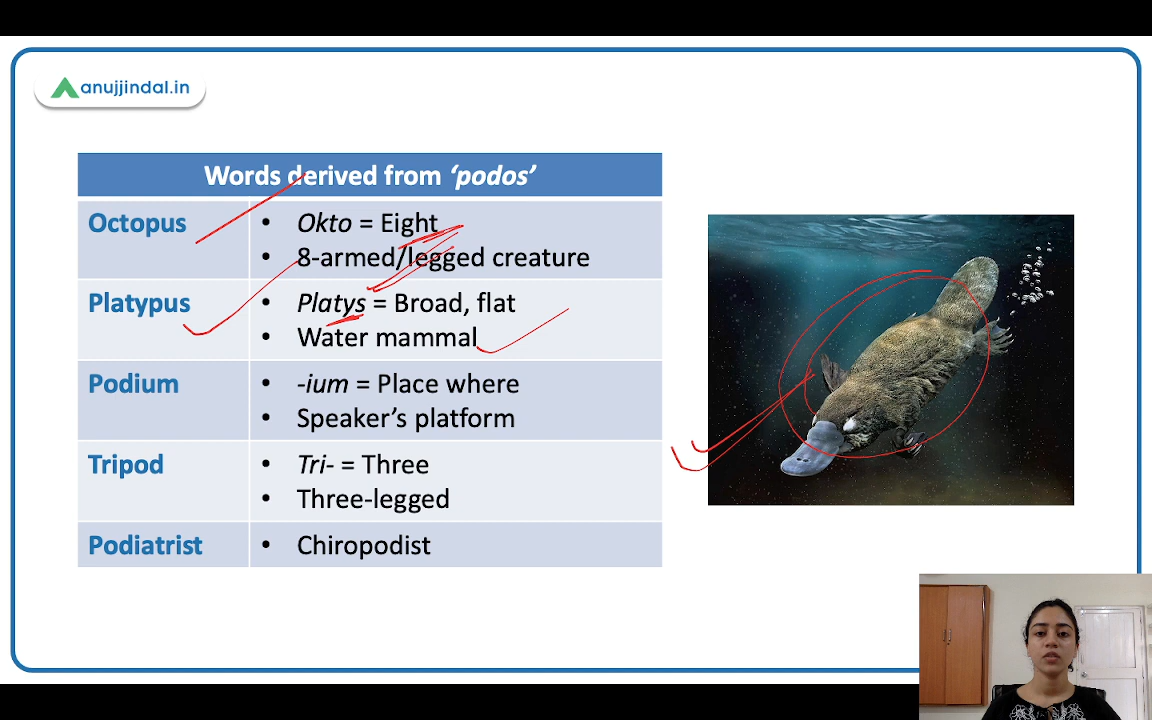 anujjindal.in
Words derived from ‘podos’
Octopus
• Okto = Eight
• 8-armed/legged creature
Platypus
• Platys = Broad, flat
• Water mammal
Podium
• -ium = Place where
• Speaker’s platform
Tripod
• Tri- = Three
• Three-legged
Podiatrist
• Chiropodist